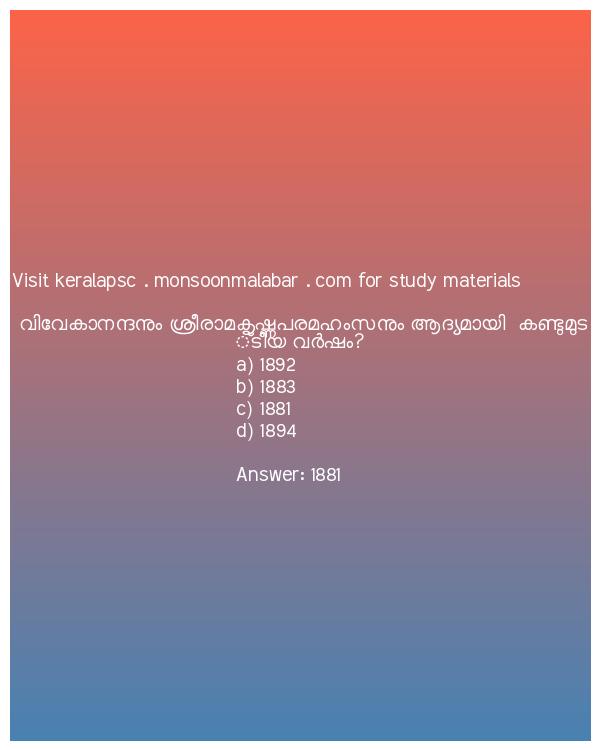 Visit keralapsc . monsoonmalabar . com for study materials
വിവേകാനന്ദനും ശ്രീരാമകൃഷ്ണപരമഹംസനും ആദ്യമായി  കണ്ടുമുട
്ടിയ വർഷം?
a) 1892
b) 1883
c) 1881
d) 1894
Answer: 1881